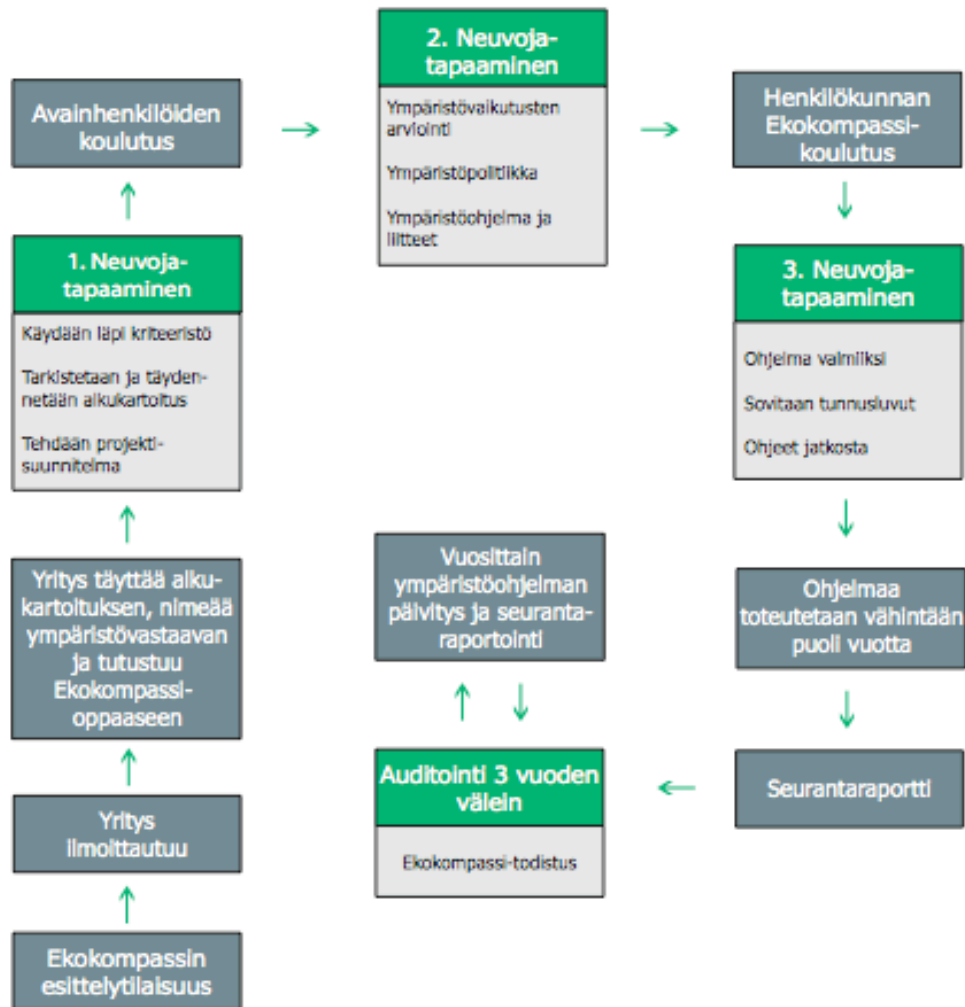 2. Neuvoja-
tapaaminen
Ympäristövaikutusten
arviointi
Ympäristöpolitiikka
Ympäristöohjelma ja
liitteet
Avainhenkilöiden
koulutus
Henkilökunnan
Ekokompassi-
koulutus
1. Neuvoja-
tapaaminen
Käydään läpi kriteeristö
Tarkistetaan ja täyden-
netään alkukartoitus
Tehdään projekti-
suunnitelma
3. Neuvoja-
tapaaminen
Ohjelma valmiiksi
Sovitaan tunnusluvut
Ohjeet jatkosta
Yritys täyttää alku-
kartoituksen, nimeää
ympäristövastaavan
ja tutustuu
Ekokompassi-
oppaaseen
Vuosittain
ympäristöohjelman
päivitys ja seuranta-
raportointi
Ohjelmaa
toteutetaan vähintään
puoli vuotta
Auditointi 3 vuoden
välein
Ekokompassi-todistus
Seurantaraportti
Yritys
ilmoittautuu
Ekokompassin
esittelytilaisuus